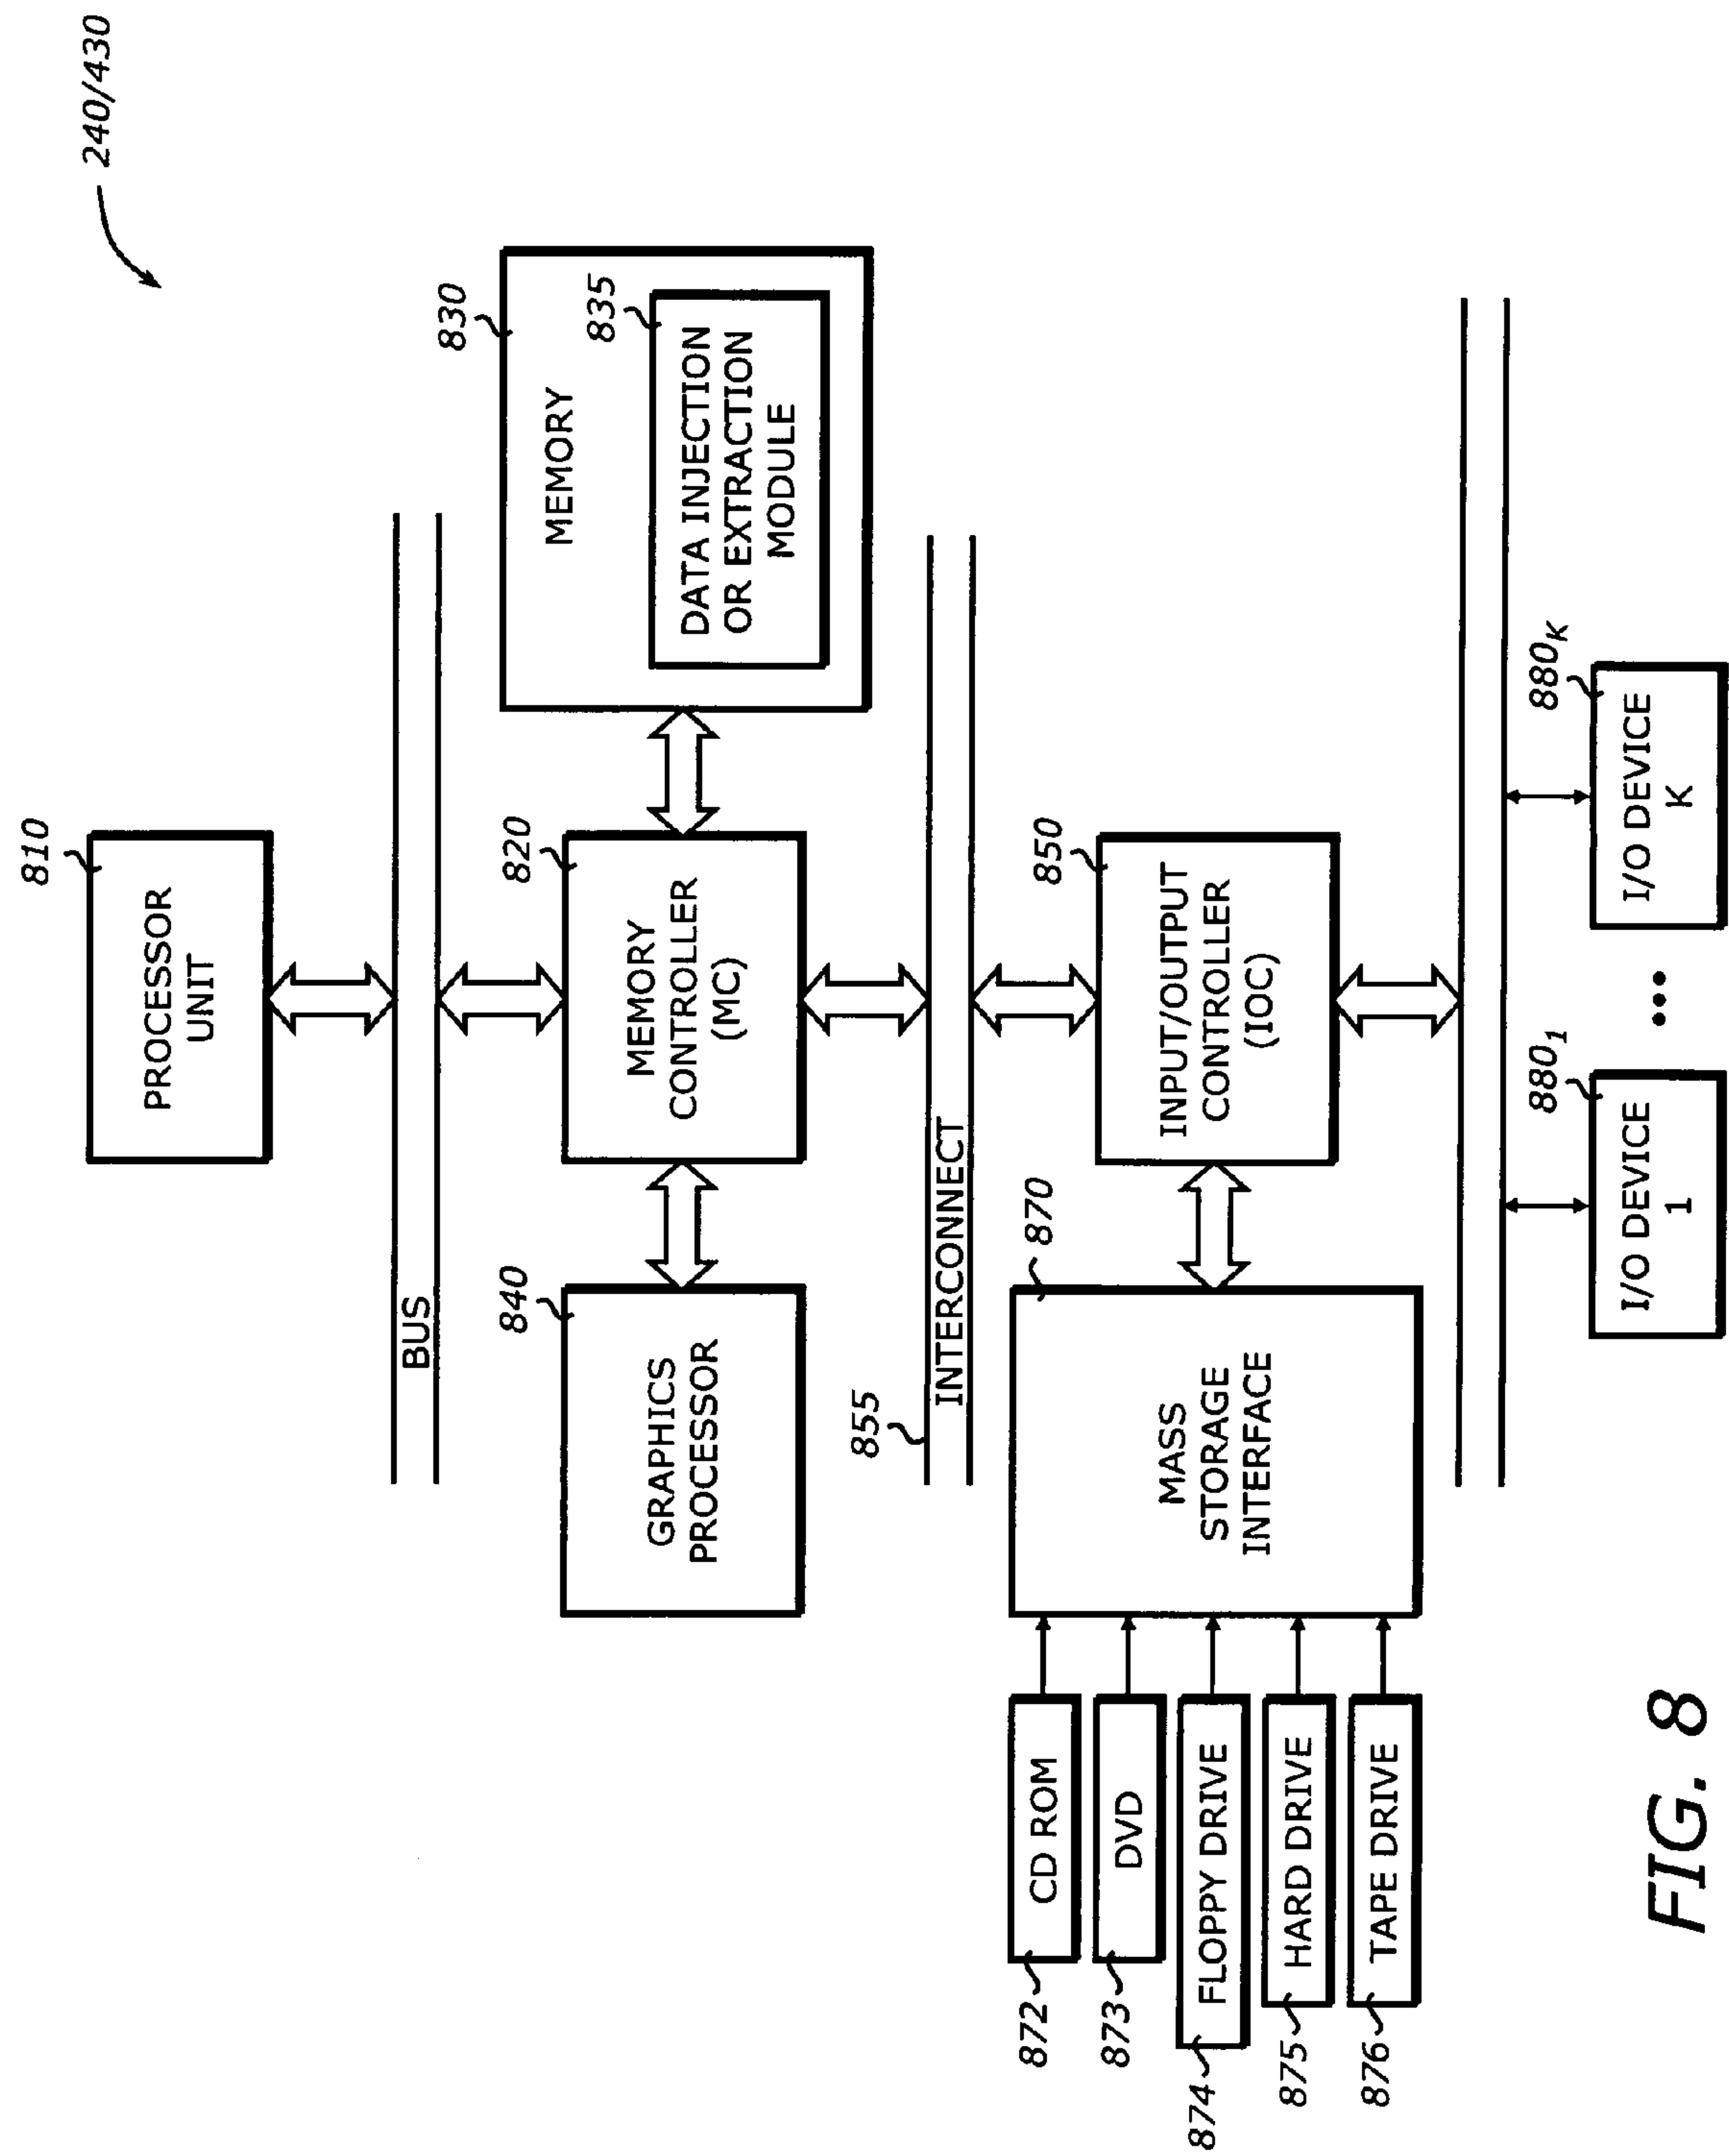 240/430
810
PROCESSOR
UNIT
BUS
840
GRAPHICS
PROCESSOR
820
MEMORY
CONTROLLER
(MC)
830
MEMORY
835
DATA INJECTION
OR EXTRACTION
MODULE
855
INTERCONNECT
870
MASS
STORAGE
INTERFACE
850
INPUT/OUTPUT
CONTROLLER
(IOC)
872
CD ROM
873
DVD
874
FLOPPY DRIVE
875
HARD DRIVE
876
TAPE DRIVE
880₁
I/O DEVICE
1
•••
880ₖ
I/O DEVICE
K
FIG. 8